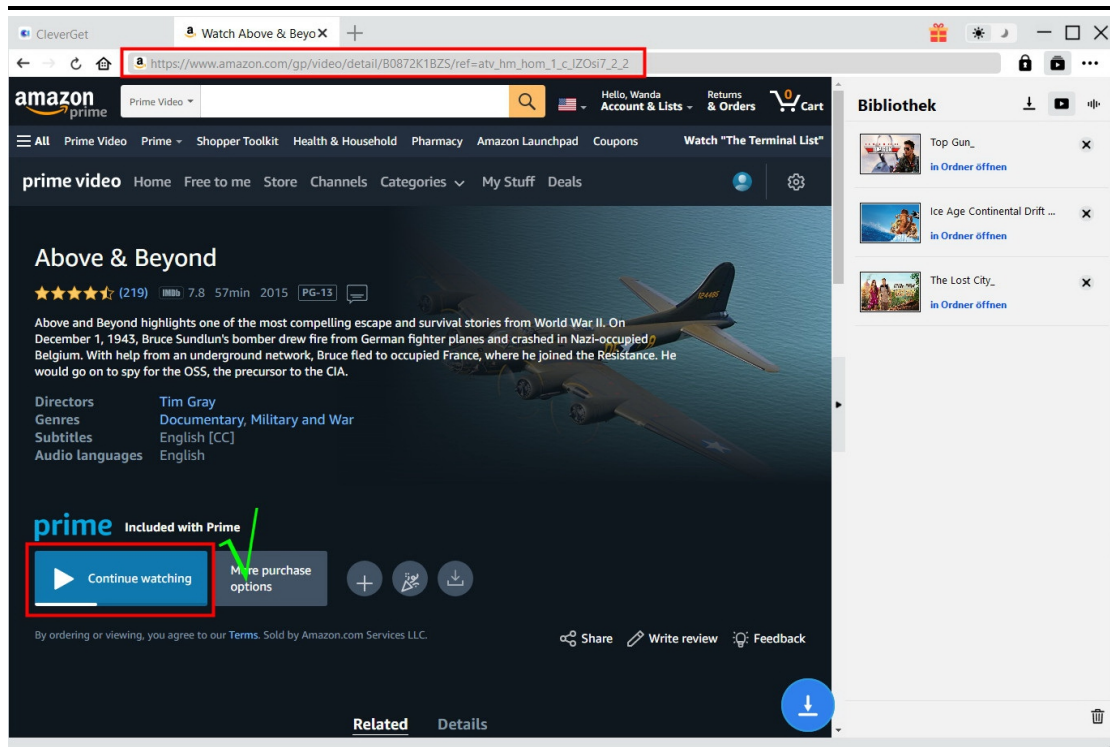 CleverGet
Watch Above & Beyo
https://www.amazon.com/gp/video/detail/B0872K1BZS/ref=atv_hm_hom_1_c_lZOsi7_2_2
amazon prime
Prime Video
Hello, Wanda
Account & Lists
Returns
& Orders
0
Cart
All Prime Video Prime Shopper Toolkit Health & Household Pharmacy Amazon Launchpad Coupons Watch "The Terminal List"
prime video Home Free to me Store Channels Categories My Stuff Deals
Above & Beyond
(219) IMDb 7.8 57min 2015 PG-13
Above and Beyond highlights one of the most compelling escape and survival stories from World War II. On
December 1, 1943, Bruce Sundlun's bomber drew fire from German fighter planes and crashed in Nazi-occupied
Belgium. With help from an underground network, Bruce fled to occupied France, where he joined the Resistance. He
would go on to spy for the OSS, the precursor to the CIA.
Directors Tim Gray
Genres Documentary, Military and War
Subtitles English [CC]
Audio languages English
prime Included with Prime
Continue watching
More purchase
options
By ordering or viewing, you agree to our Terms. Sold by Amazon.com Services LLC.
Share Write review Feedback
Related Details
Bibliothek
Top Gun_
in Ordner öffnen
Ice Age Continental Drift ...
in Ordner öffnen
The Lost City_
in Ordner öffnen